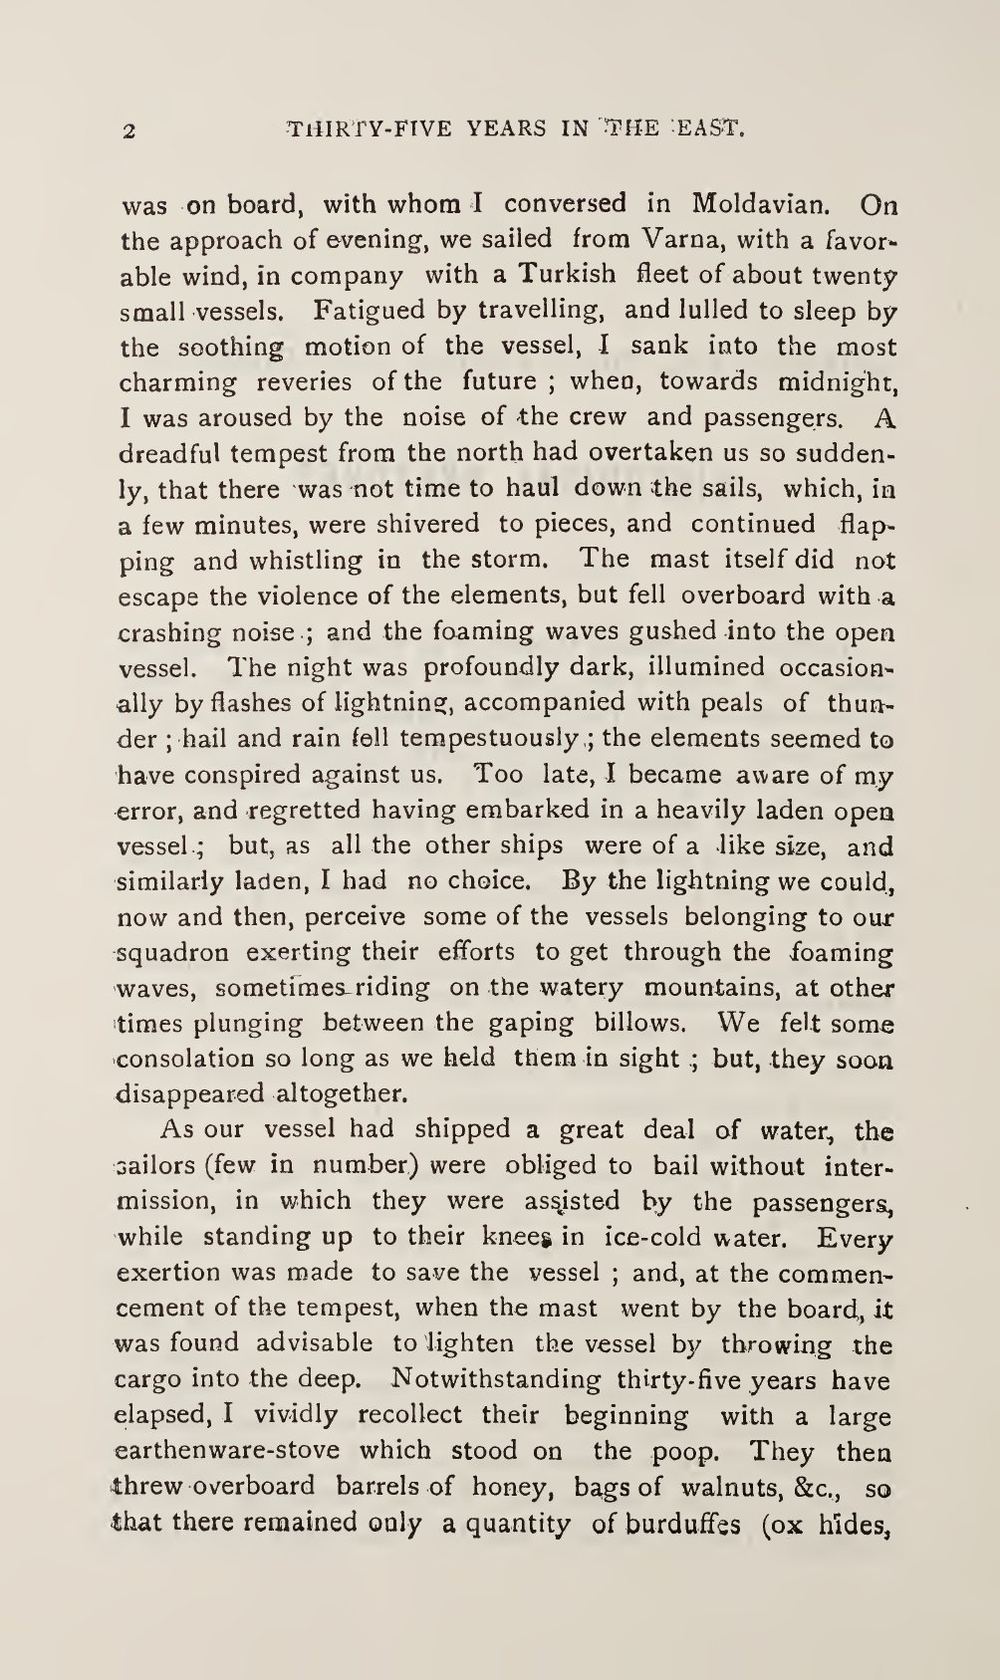 2 THIRTY-FIVE YEARS IN THE EAST.
was on board, with whom I conversed in Moldavian. On
the approach of evening, we sailed from Varna, with a favor-
able wind, in company with a Turkish fleet of about twenty
small vessels. Fatigued by travelling, and lulled to sleep by
the soothing motion of the vessel, I sank into the most
charming reveries of the future ; when, towards midnight,
I was aroused by the noise of the crew and passengers. A
dreadful tempest from the north had overtaken us so sudden-
ly, that there was not time to haul down the sails, which, in
a few minutes, were shivered to pieces, and continued flap-
ping and whistling in the storm. The mast itself did not
escape the violence of the elements, but fell overboard with a
crashing noise ; and the foaming waves gushed into the open
vessel. The night was profoundly dark, illumined occasion-
ally by flashes of lightning, accompanied with peals of thun-
der ; hail and rain fell tempestuously ; the elements seemed to
have conspired against us. Too late, I became aware of my
error, and regretted having embarked in a heavily laden open
vessel ; but, as all the other ships were of a like size, and
similarly laden, I had no choice. By the lightning we could,
now and then, perceive some of the vessels belonging to our
squadron exerting their efforts to get through the foaming
waves, sometimes riding on the watery mountains, at other
times plunging between the gaping billows. We felt some
consolation so long as we held them in sight ; but, they soon
disappeared altogether.
As our vessel had shipped a great deal of water, the
sailors (few in number) were obliged to bail without inter-
mission, in which they were assisted by the passengers,
while standing up to their knees in ice-cold water. Every
exertion was made to save the vessel ; and, at the commen-
cement of the tempest, when the mast went by the board, it
was found advisable to lighten the vessel by throwing the
cargo into the deep. Notwithstanding thirty-five years have
elapsed, I vividly recollect their beginning with a large
earthenware-stove which stood on the poop. They then
threw overboard barrels of honey, bags of walnuts, &c., so
that there remained only a quantity of burduffes (ox hides,